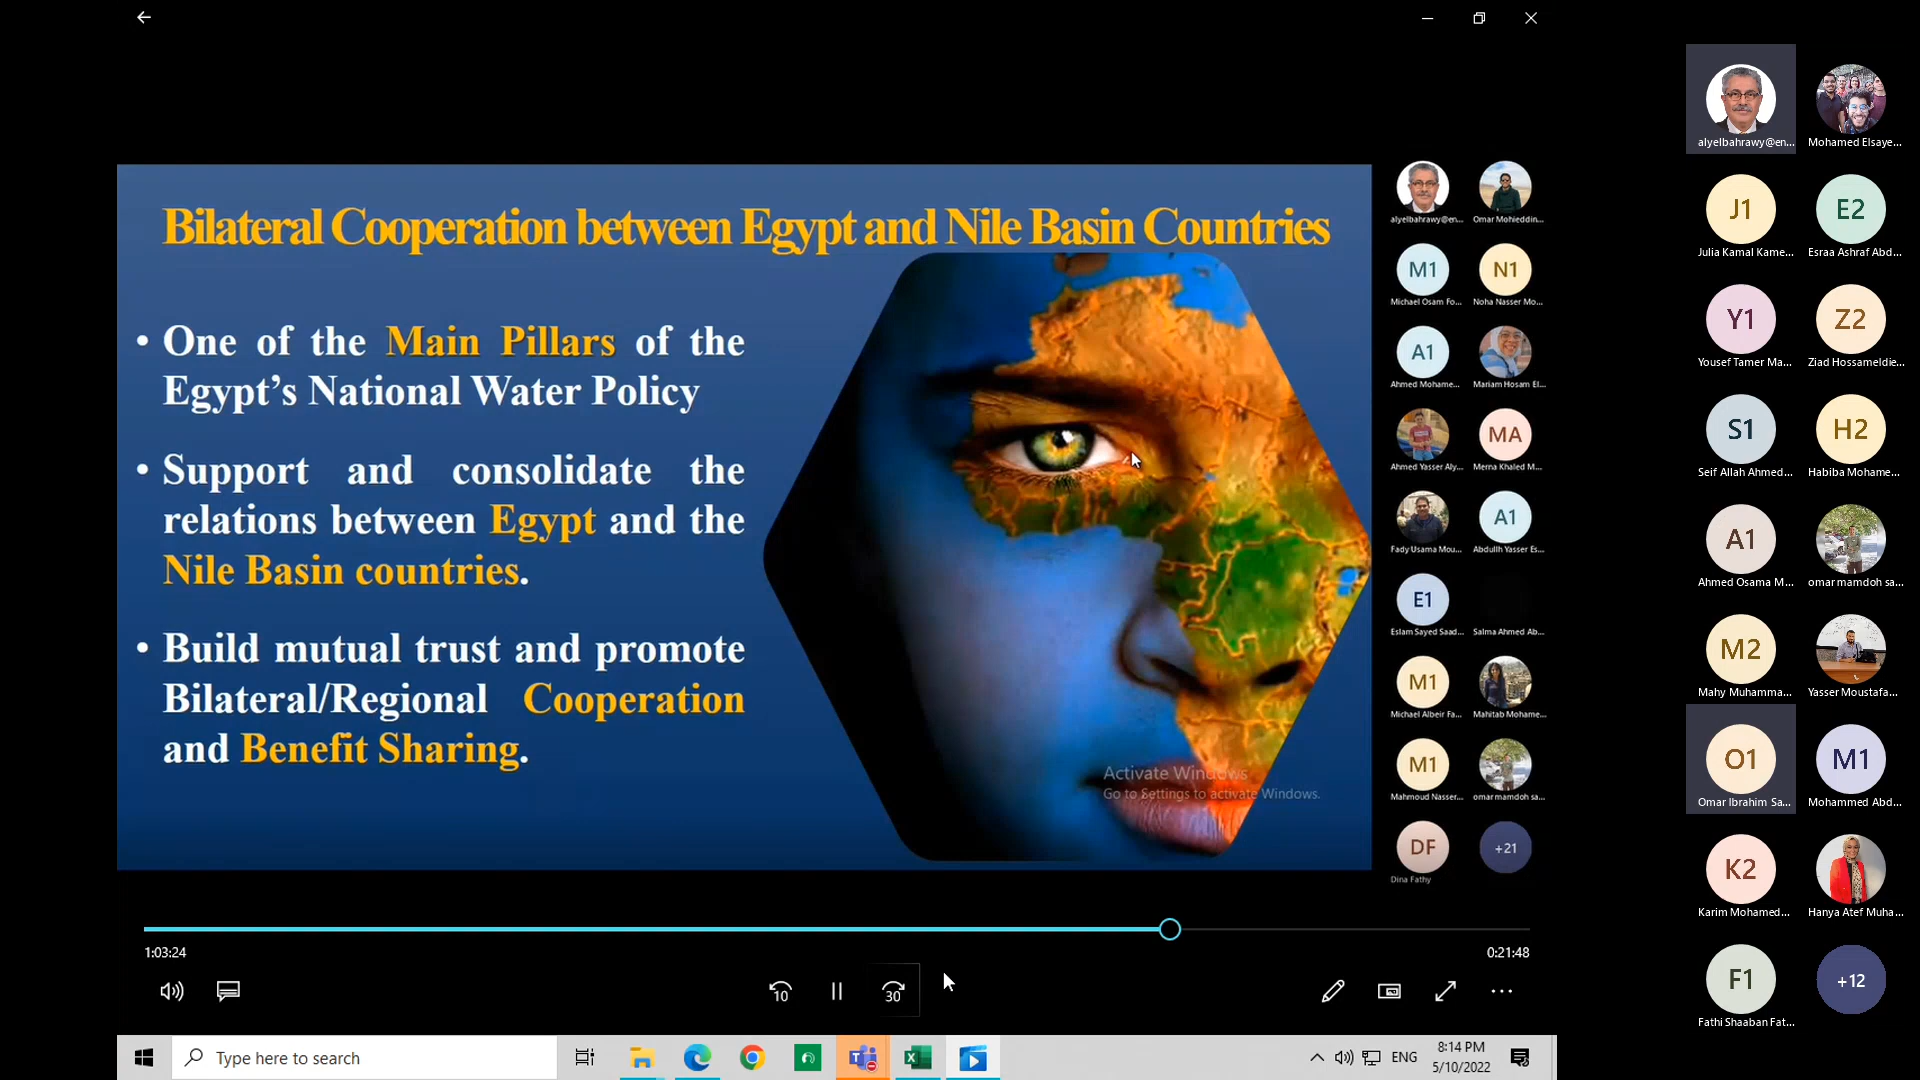 Bilateral Cooperation between Egypt and Nile Basin Countries
• One of the Main Pillars of the
Egypt's National Water Policy
• Support and consolidate the
relations between Egypt and the
Nile Basin countries.
• Build mutual trust and promote
Bilateral/Regional Cooperation
and Benefit Sharing.
Activate Windows
Go to Settings to activate Windows.
alyelbahrawy@en... Omar Mohieddin...
M1 N1
Michael Osam Fo... Noha Nasser Mo...
A1
Ahmed Mohame... Mariam Hosam El...
MA
Ahmed Yasser Aly... Merna Khaled M...
A1
Fady Usama Mou... Abdullh Yasser Es...
E1
Eslam Sayed Saad... Salma Ahmed Ab...
M1
Michael Albeir Fa... Mahitab Mohame...
M1
Mahmoud Nasser... omar mamdoh sa...
DF +21
Dina Fathy
1:03:24
0:21:48
10
30
Type here to search
ENG
8:14 PM
5/10/2022
alyelbahrawy@en... Mohamed Elsaye...
J1 E2
Julia Kamal Kame... Esraa Ashraf Abd...
Y1 Z2
Yousef Tamer Ma... Ziad Hossameldie...
S1 H2
Seif Allah Ahmed... Habiba Mohame...
A1
Ahmed Osama M... omar mamdoh sa...
M2
Mahy Muhamma... Yasser Moustafa...
O1 M1
Omar Ibrahim Sa... Mohammed Abd...
K2
Karim Mohamed... Hanya Atef Muha...
F1 +12
Fathi Shaaban Fat...